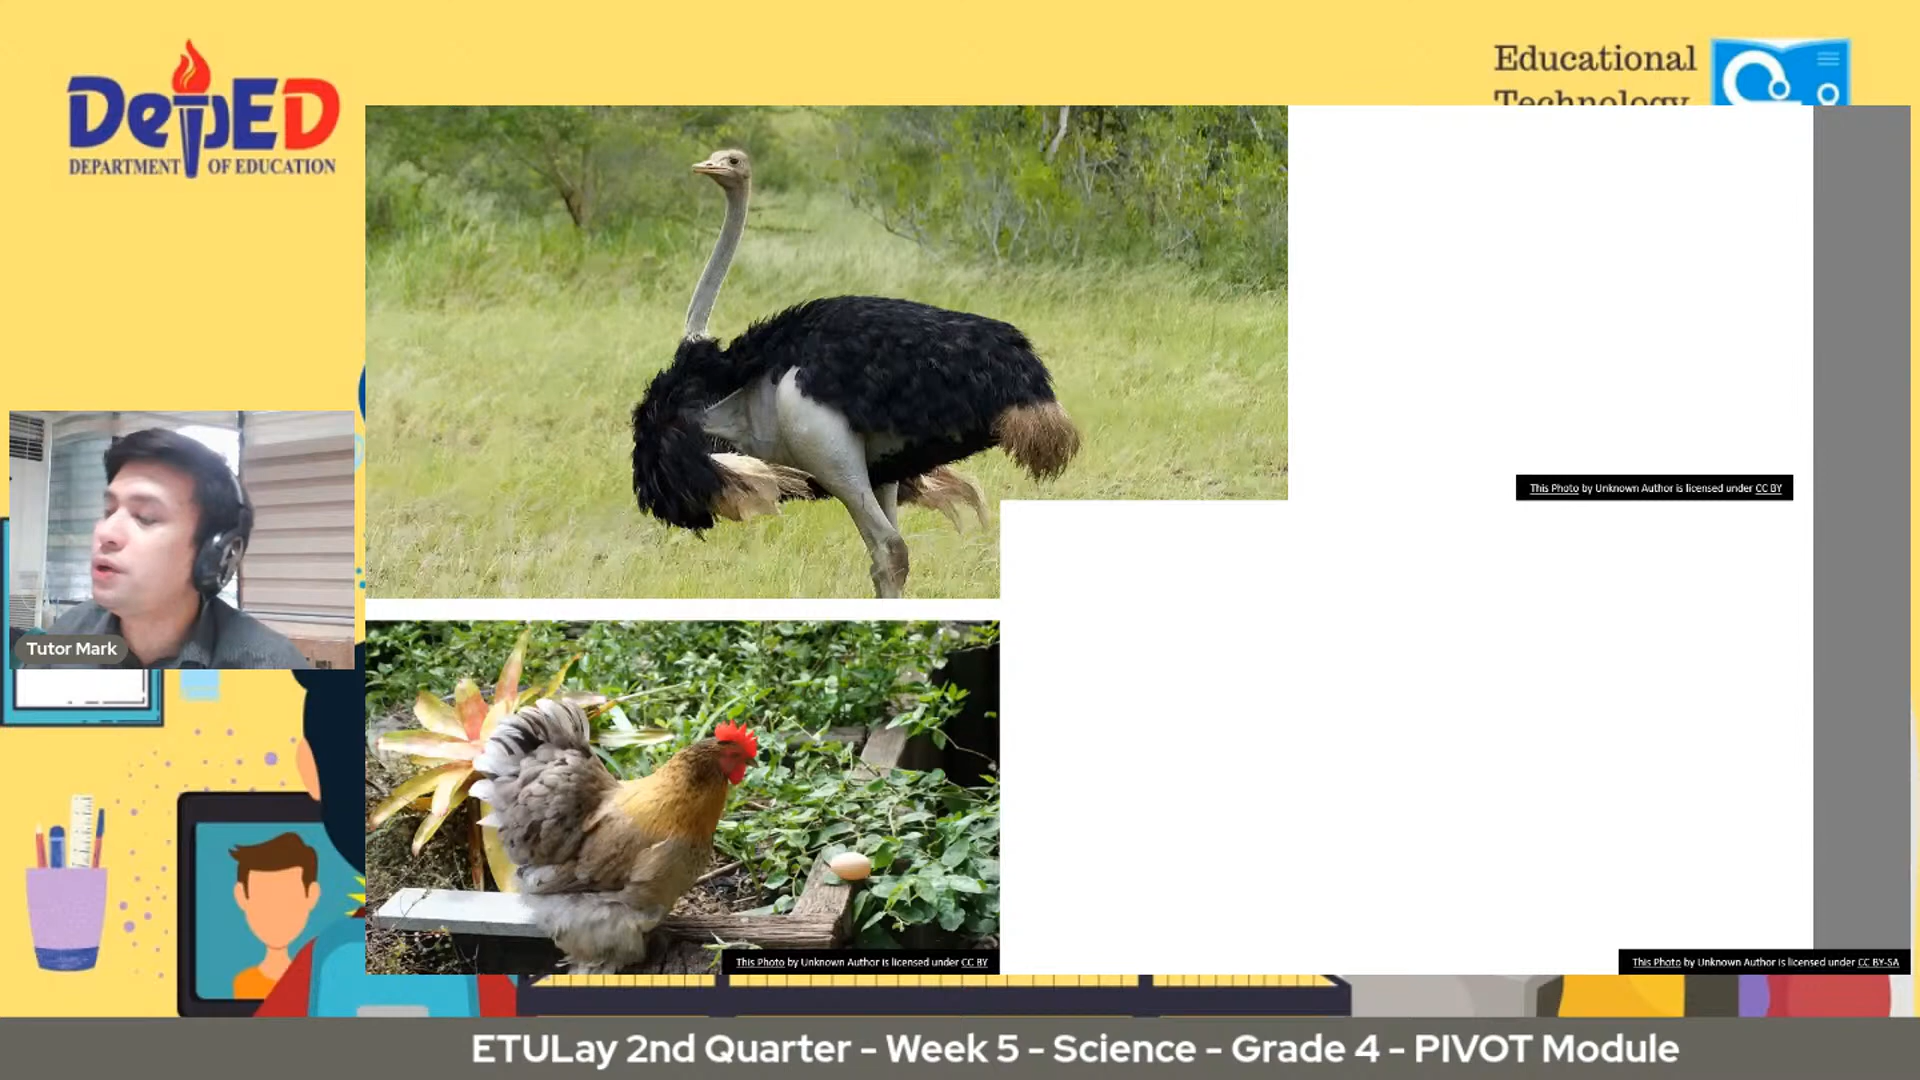 DepED
DEPARTMENT OF EDUCATION
Educational
Technology
This Photo by Unknown Author is licensed under CC BY
Tutor Mark
This Photo by Unknown Author is licensed under CC BY
This Photo by Unknown Author is licensed under CC BY-SA
ETULay 2nd Quarter - Week 5 - Science - Grade 4 - PIVOT Module